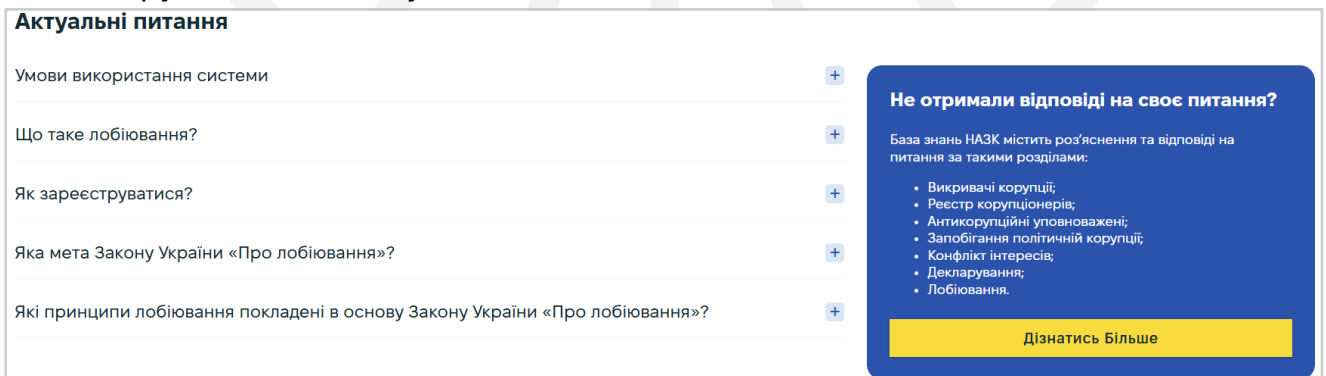 Актуальні питання
Умови використання системи
Що таке лобіювання?
Як зареєструватися?
Яка мета Закону України «Про лобіювання»?
Які принципи лобіювання покладені в основу Закону України «Про лобіювання»?
Не отримали відповіді на своє питання?
База знань НАЗК містить роз’яснення та відповіді на
питання за такими розділами:
• Викривачі корупції;
• Реєстр корупціонерів;
• Антикорупційні уповноважені;
• Запобігання політичній корупції;
• Конфлікт інтересів;
• Декларування;
• Лобіювання.
Дізнатись Більше